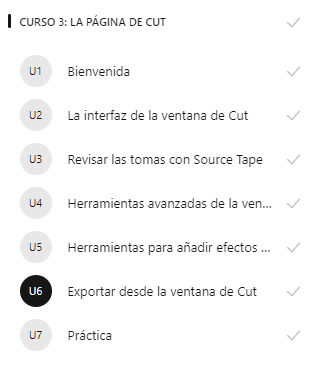 CURSO 3: LA PÁGINA DE CUT
U1 Bienvenida
U2 La interfaz de la ventana de Cut
U3 Revisar las tomas con Source Tape
U4 Herramientas avanzadas de la ven...
U5 Herramientas para añadir efectos ...
U6 Exportar desde la ventana de Cut
U7 Práctica